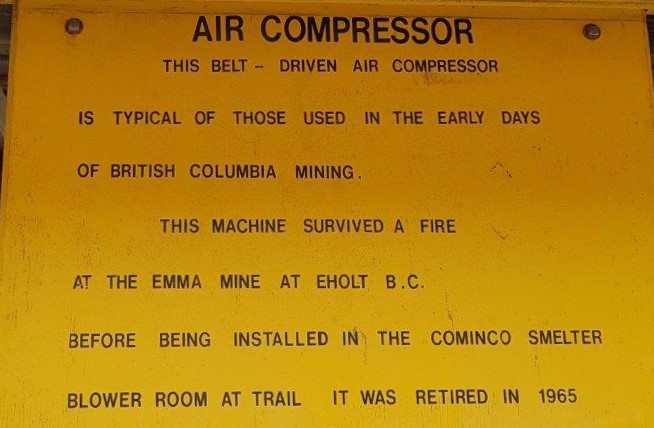 AIR COMPRESSOR
THIS BELT - DRIVEN AIR COMPRESSOR
IS TYPICAL OF THOSE USED IN THE EARLY DAYS
OF BRITISH COLUMBIA MINING.
THIS MACHINE SURVIVED A FIRE
AT THE EMMA MINE AT EHOLT B.C.
BEFORE BEING INSTALLED IN THE COMINCO SMELTER
BLOWER ROOM AT TRAIL IT WAS RETIRED IN 1965